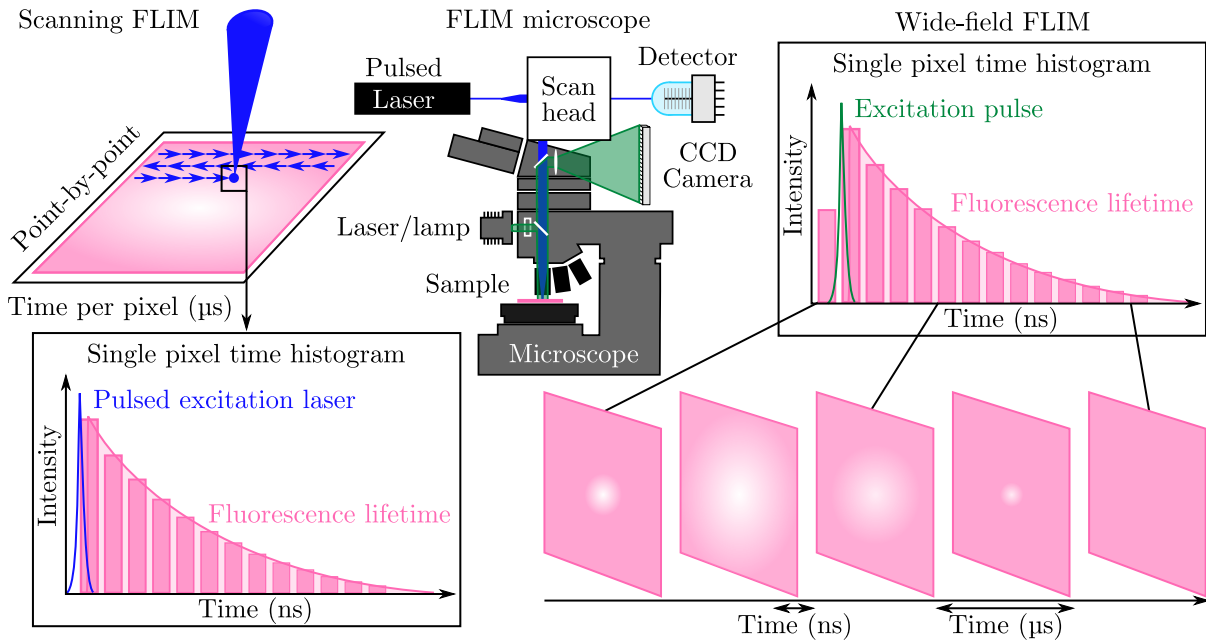 Scanning FLIM
Point-by-point
Time per pixel (µs)
Single pixel time histogram
Pulsed excitation laser
Intensity
Fluorescence lifetime
Time (ns)
FLIM microscope
Pulsed
Laser
Scan
head
Detector
CCD
Camera
Laser/lamp
Sample
Microscope
Wide-field FLIM
Single pixel time histogram
Excitation pulse
Intensity
Fluorescence lifetime
Time (ns)
Time (ns)
Time (µs)